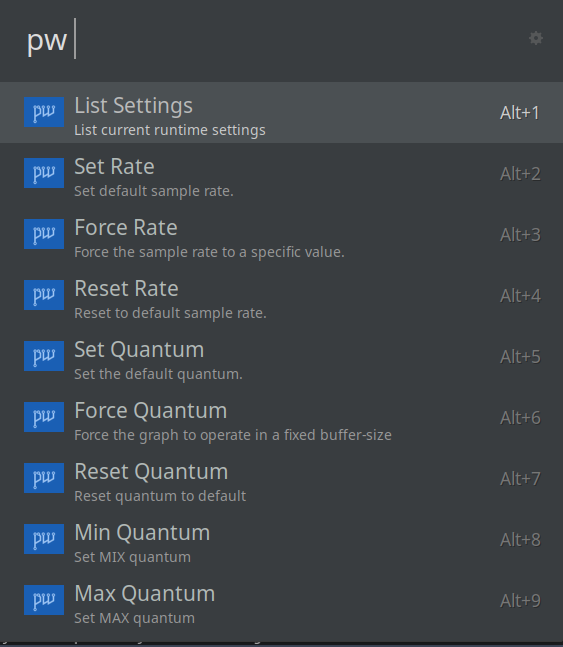 pw
pw List Settings Alt+1
List current runtime settings
pw Set Rate Alt+2
Set default sample rate.
pw Force Rate Alt+3
Force the sample rate to a specific value.
pw Reset Rate Alt+4
Reset to default sample rate.
pw Set Quantum Alt+5
Set the default quantum.
pw Force Quantum Alt+6
Force the graph to operate in a fixed buffer-size
pw Reset Quantum Alt+7
Reset quantum to default
pw Min Quantum Alt+8
Set MIX quantum
pw Max Quantum Alt+9
Set MAX quantum